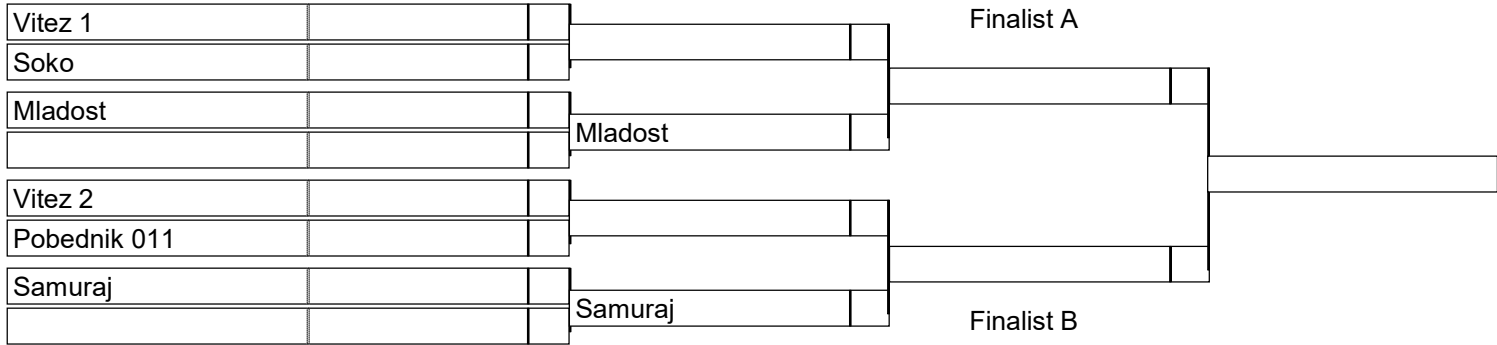 Vitez 1
Soko
Mladost
Vitez 2
Pobednik 011
Samuraj
Mladost
Samuraj
Finalist A
Finalist B